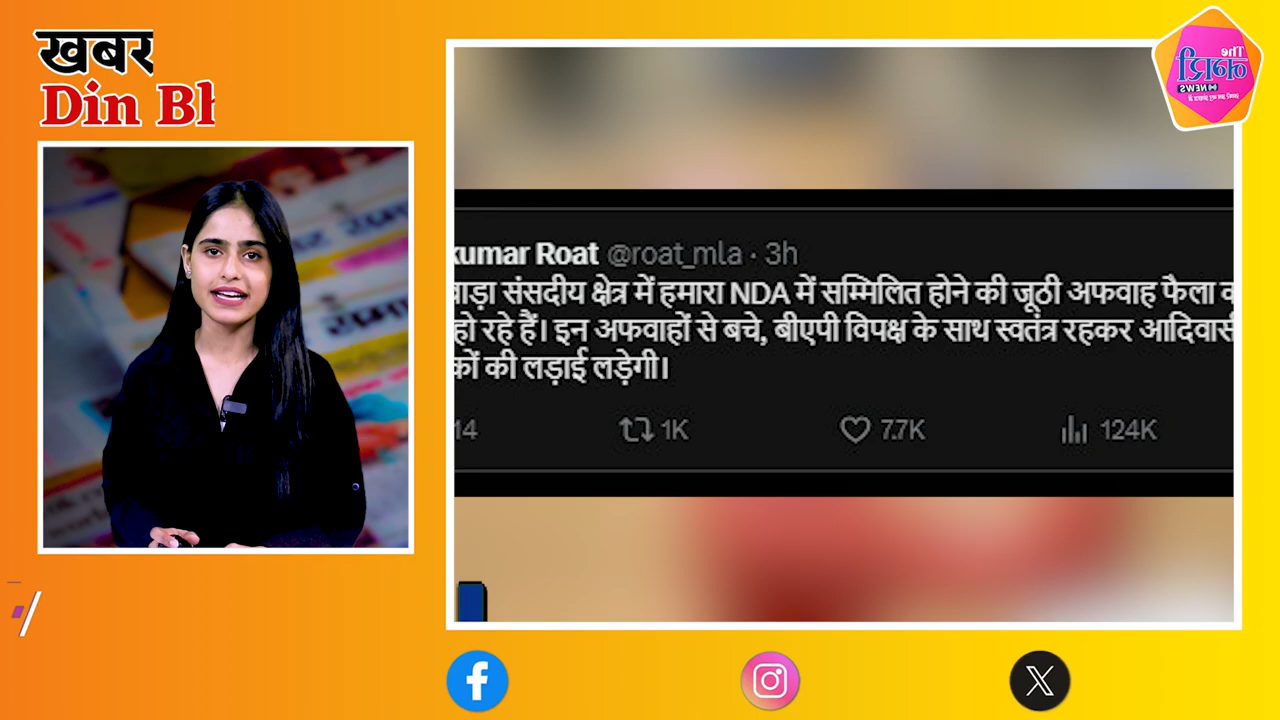 खबर
Din Bh
The
प्रिंक
NEWS
kumar Roat @roat_mla · 3h
वाड़ा संसदीय क्षेत्र में हमारा NDA में सम्मिलित होने की जूठी अफवाह फैला
हो रहे हैं। इन अफवाहों से बचे, बीएपी विपक्ष के साथ स्वतंत्र रहकर आदिवासी
कों की लड़ाई लड़ेगी।
14 1K 7.7K 124K